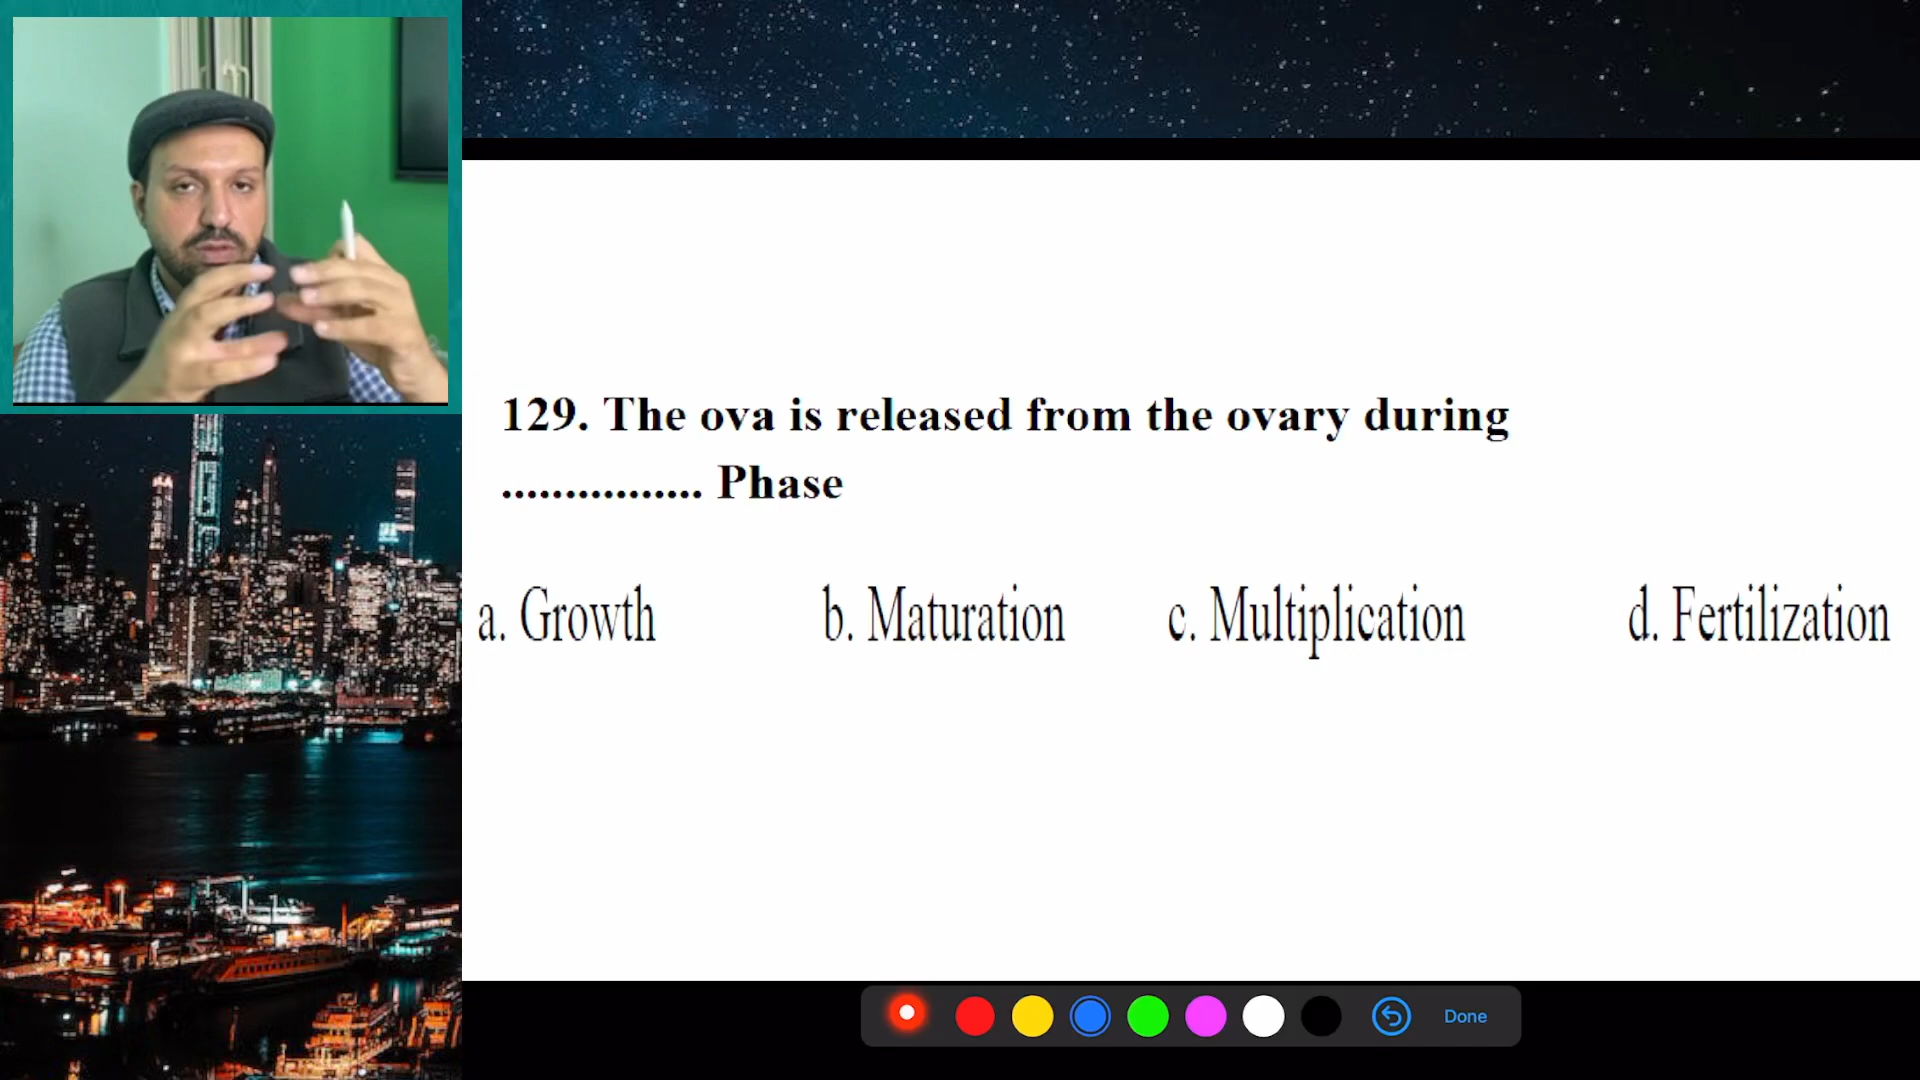 129. The ova is released from the ovary during
................ Phase
a. Growth b. Maturation c. Multiplication d. Fertilization
Done